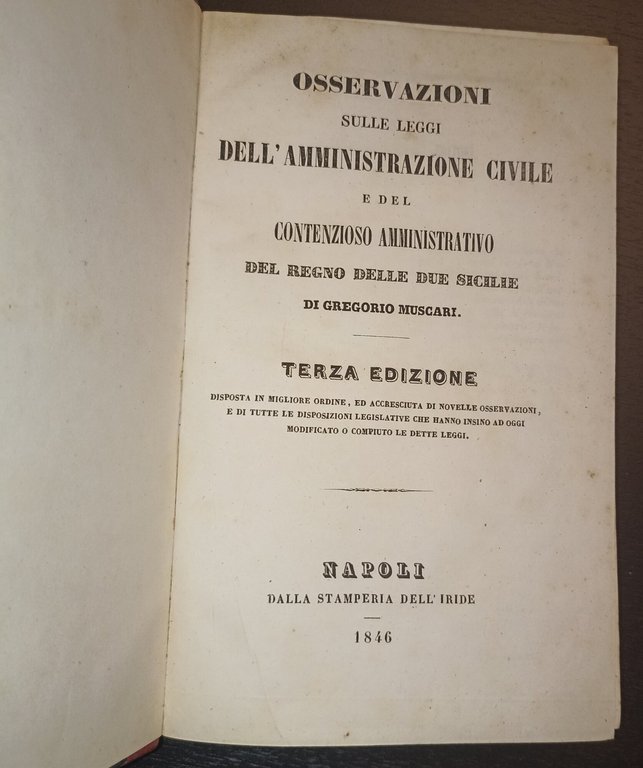 OSSERVAZIONI
SULLE LEGGI
DELL'AMMINISTRAZIONE CIVILE
E DEL
CONTENZIOSO AMMINISTRATIVO
DEL REGNO DELLE DUE SICILIE
DI GREGORIO MUSCARI.
TERZA EDIZIONE
DISPOSTA IN MIGLIORE ORDINE, ED ACCRESCIUTA DI NOVELLE OSSERVAZIONI,
E DI TUTTE LE DISPOSIZIONI LEGISLATIVE CHE HANNO INSINO AD OGGI
MODIFICATO O COMPIUTO LE DETTE LEGGI.
NAPOLI
DALLA STAMPERIA DELL'IRIDE
1846